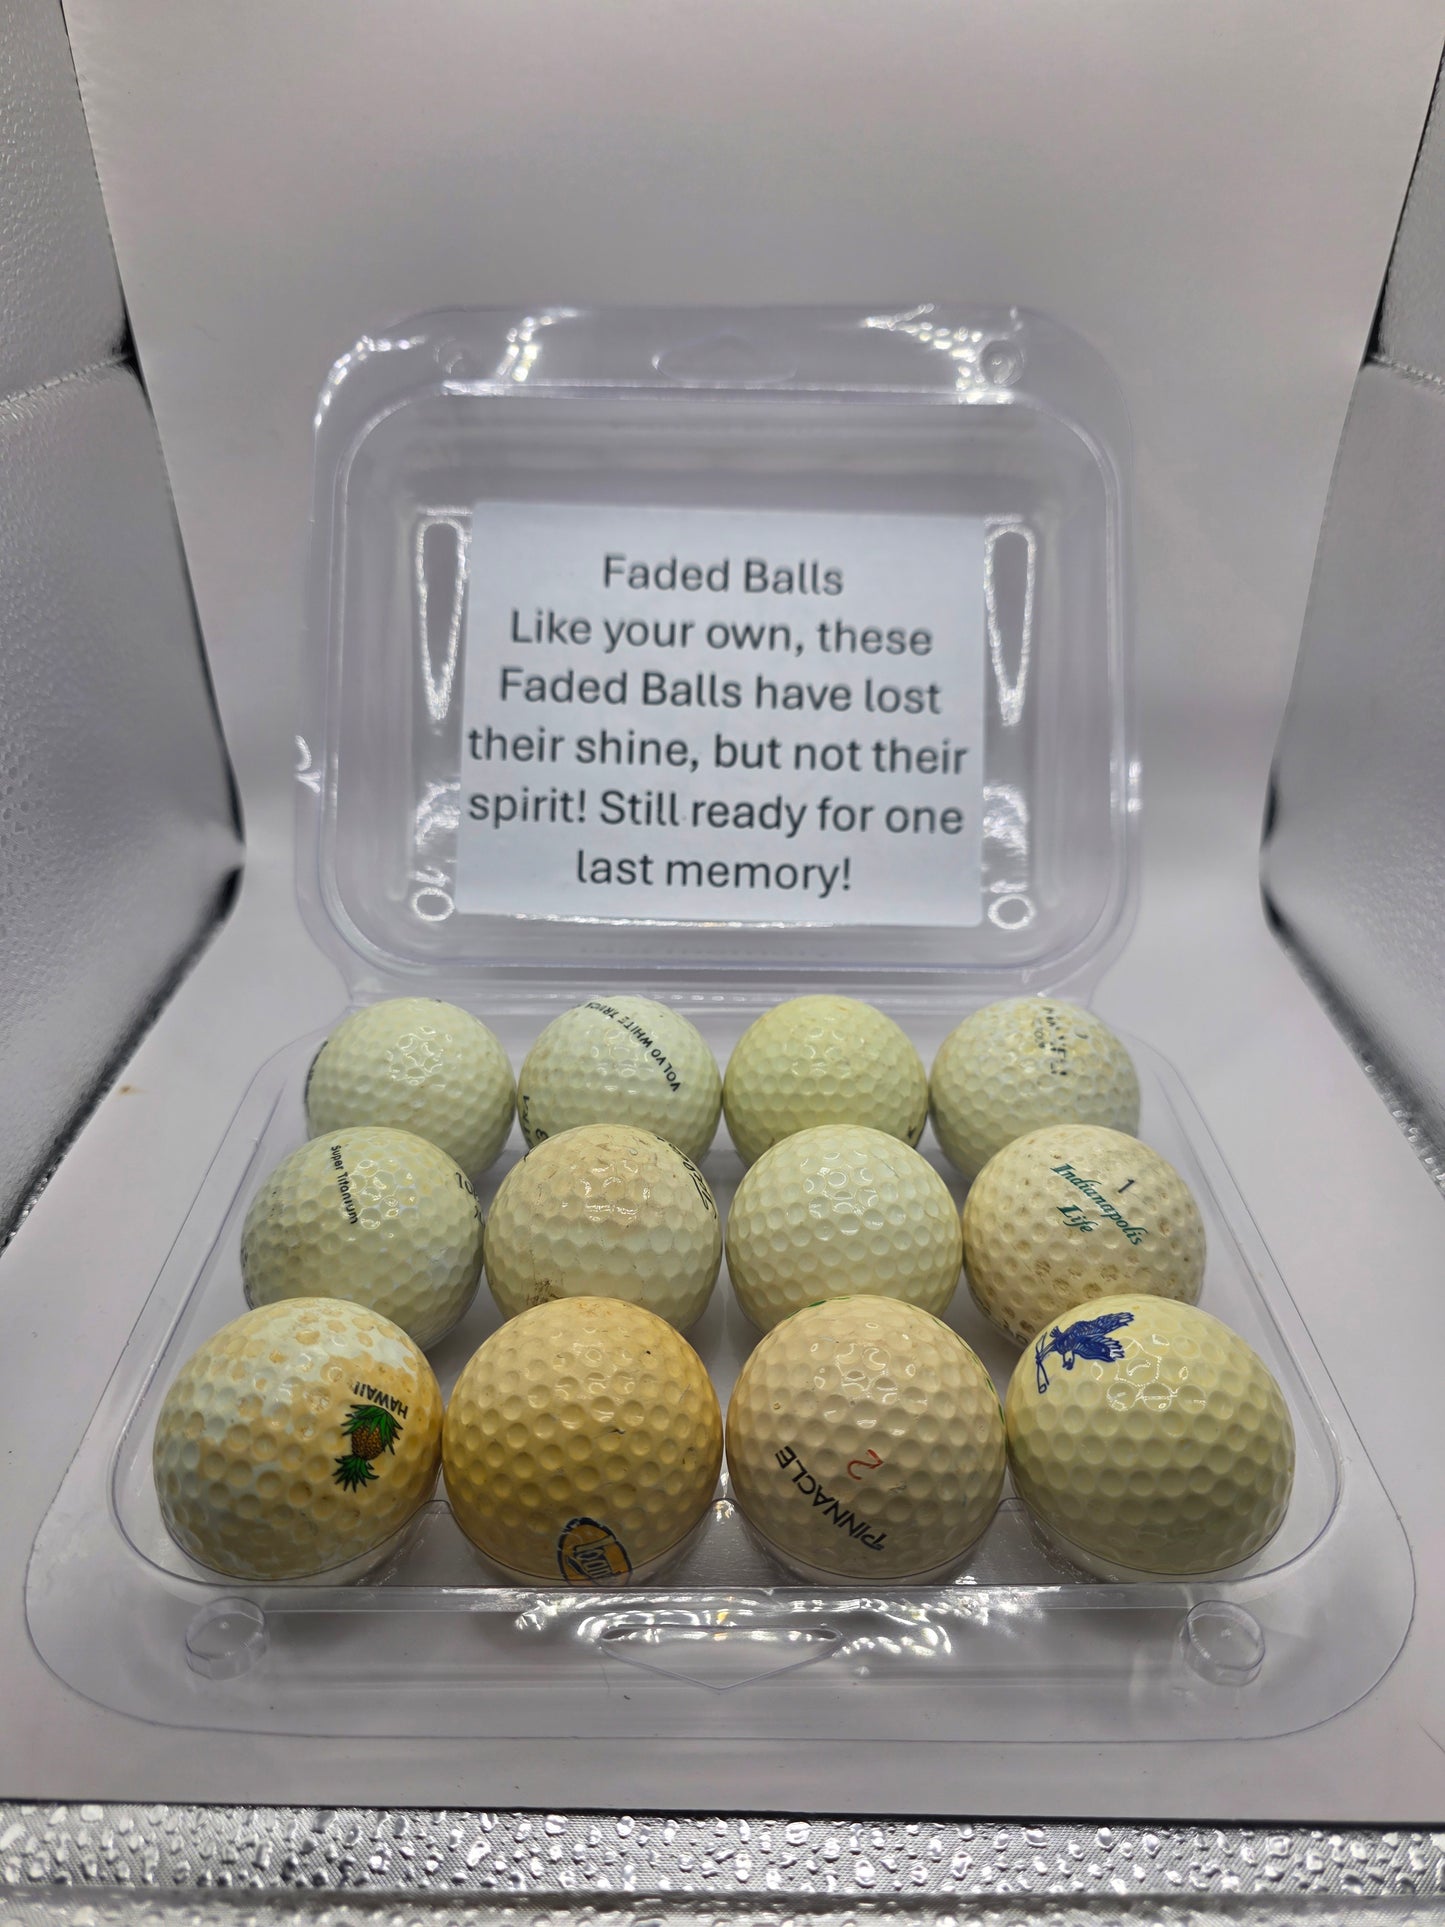 Faded Balls
Like your own, these
Faded Balls have lost
their shine, but not their
spirit! Still ready for one
last memory!
VOLVO WHITE TRUCK
Super Titanium
1
Indianapolis
Life
HAWAII
PINNACLE
2